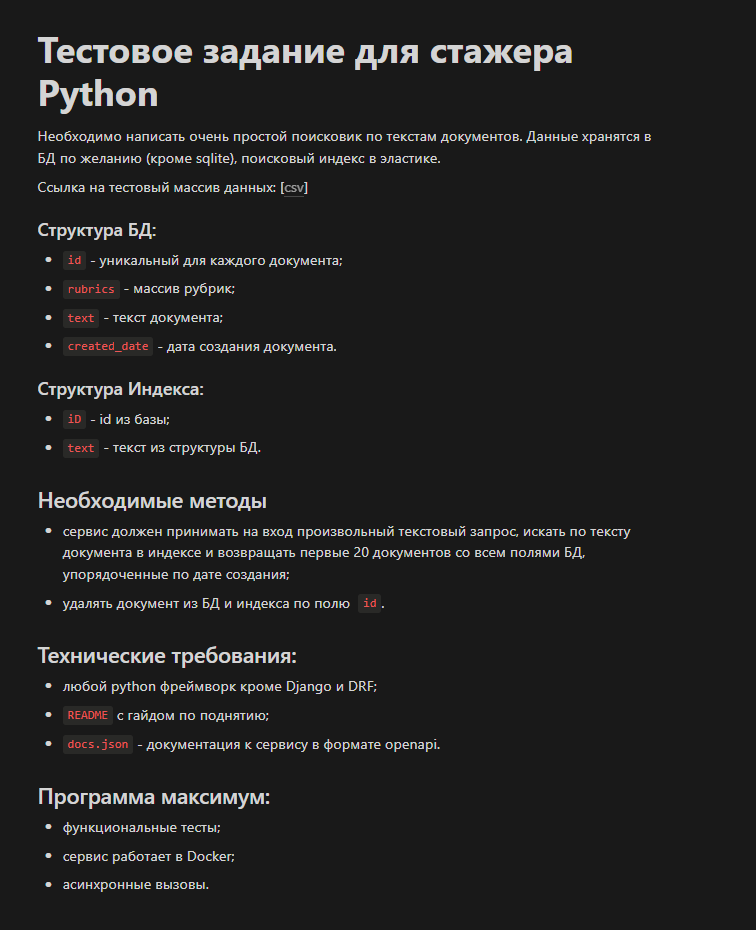 Тестовое задание для стажера
Python
Необходимо написать очень простой поисковик по текстам документов. Данные хранятся в
БД по желанию (кроме sqlite), поисковый индекс в эластике.
Ссылка на тестовый массив данных: [csv]
Структура БД:
• id - уникальный для каждого документа;
• rubrics - массив рубрик;
• text - текст документа;
• created_date - дата создания документа.
Структура Индекса:
• iD - id из базы;
• text - текст из структуры БД.
Необходимые методы
• сервис должен принимать на вход произвольный текстовый запрос, искать по тексту
документа в индексе и возвращать первые 20 документов со всем полями БД,
упорядоченные по дате создания;
• удалять документ из БД и индекса по полю id.
Технические требования:
• любой python фреймворк кроме Django и DRF;
• README с гайдом по поднятию;
• docs.json - документация к сервису в формате openapi.
Программа максимум:
• функциональные тесты;
• сервис работает в Docker;
• асинхронные вызовы.